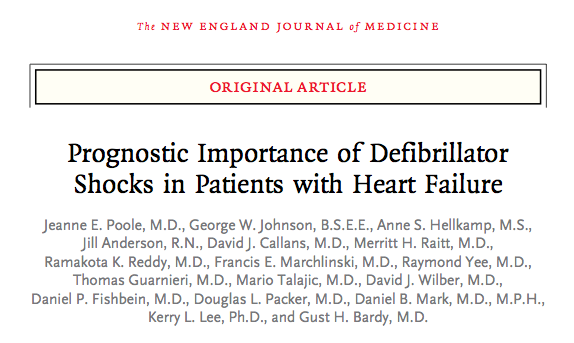 The NEW ENGLAND JOURNAL of MEDICINE
ORIGINAL ARTICLE
Prognostic Importance of Defibrillator
Shocks in Patients with Heart Failure
Jeanne E. Poole, M.D., George W. Johnson, B.S.E.E., Anne S. Hellkamp, M.S.,
Jill Anderson, R.N., David J. Callans, M.D., Merritt H. Raitt, M.D.,
Ramakota K. Reddy, M.D., Francis E. Marchlinski, M.D., Raymond Yee, M.D.,
Thomas Guarnieri, M.D., Mario Talajic, M.D., David J. Wilber, M.D.,
Daniel P. Fishbein, M.D., Douglas L. Packer, M.D., Daniel B. Mark, M.D., M.P.H.,
Kerry L. Lee, Ph.D., and Gust H. Bardy, M.D.